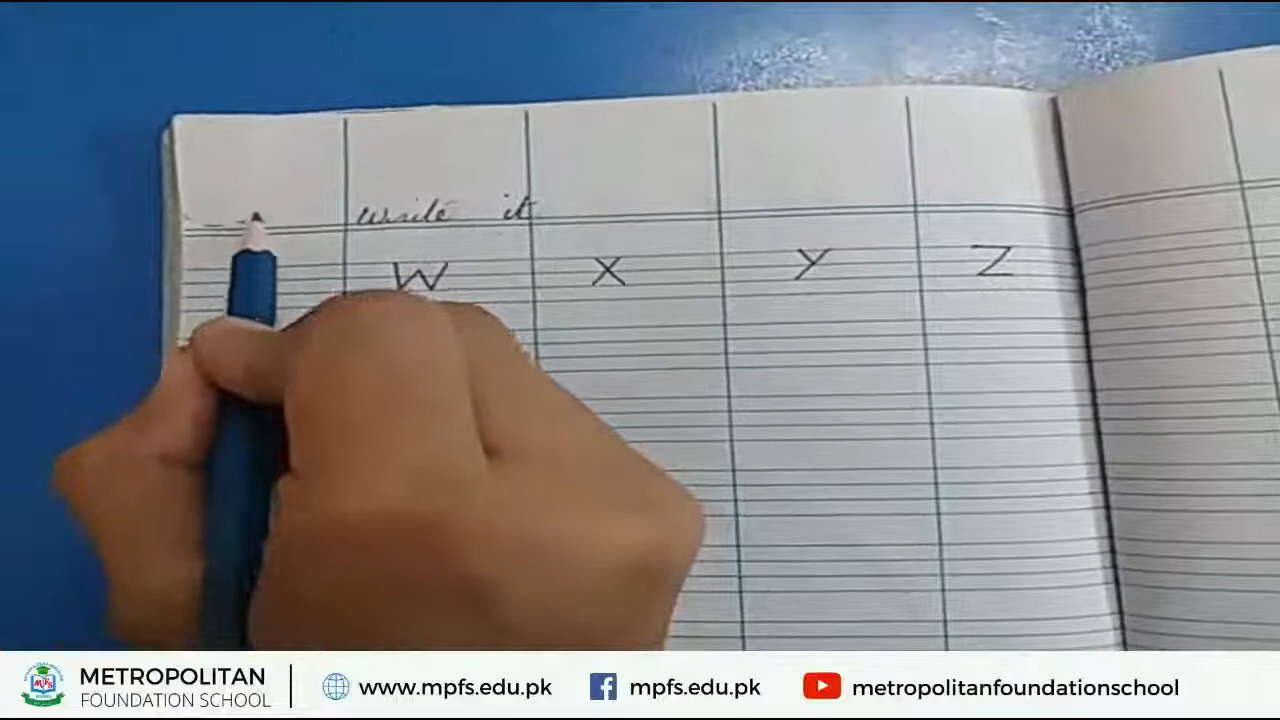 write it
W X Y Z
METROPOLITAN
FOUNDATION SCHOOL
www.mpfs.edu.pk
mpfs.edu.pk
metropolitanfoundationschool